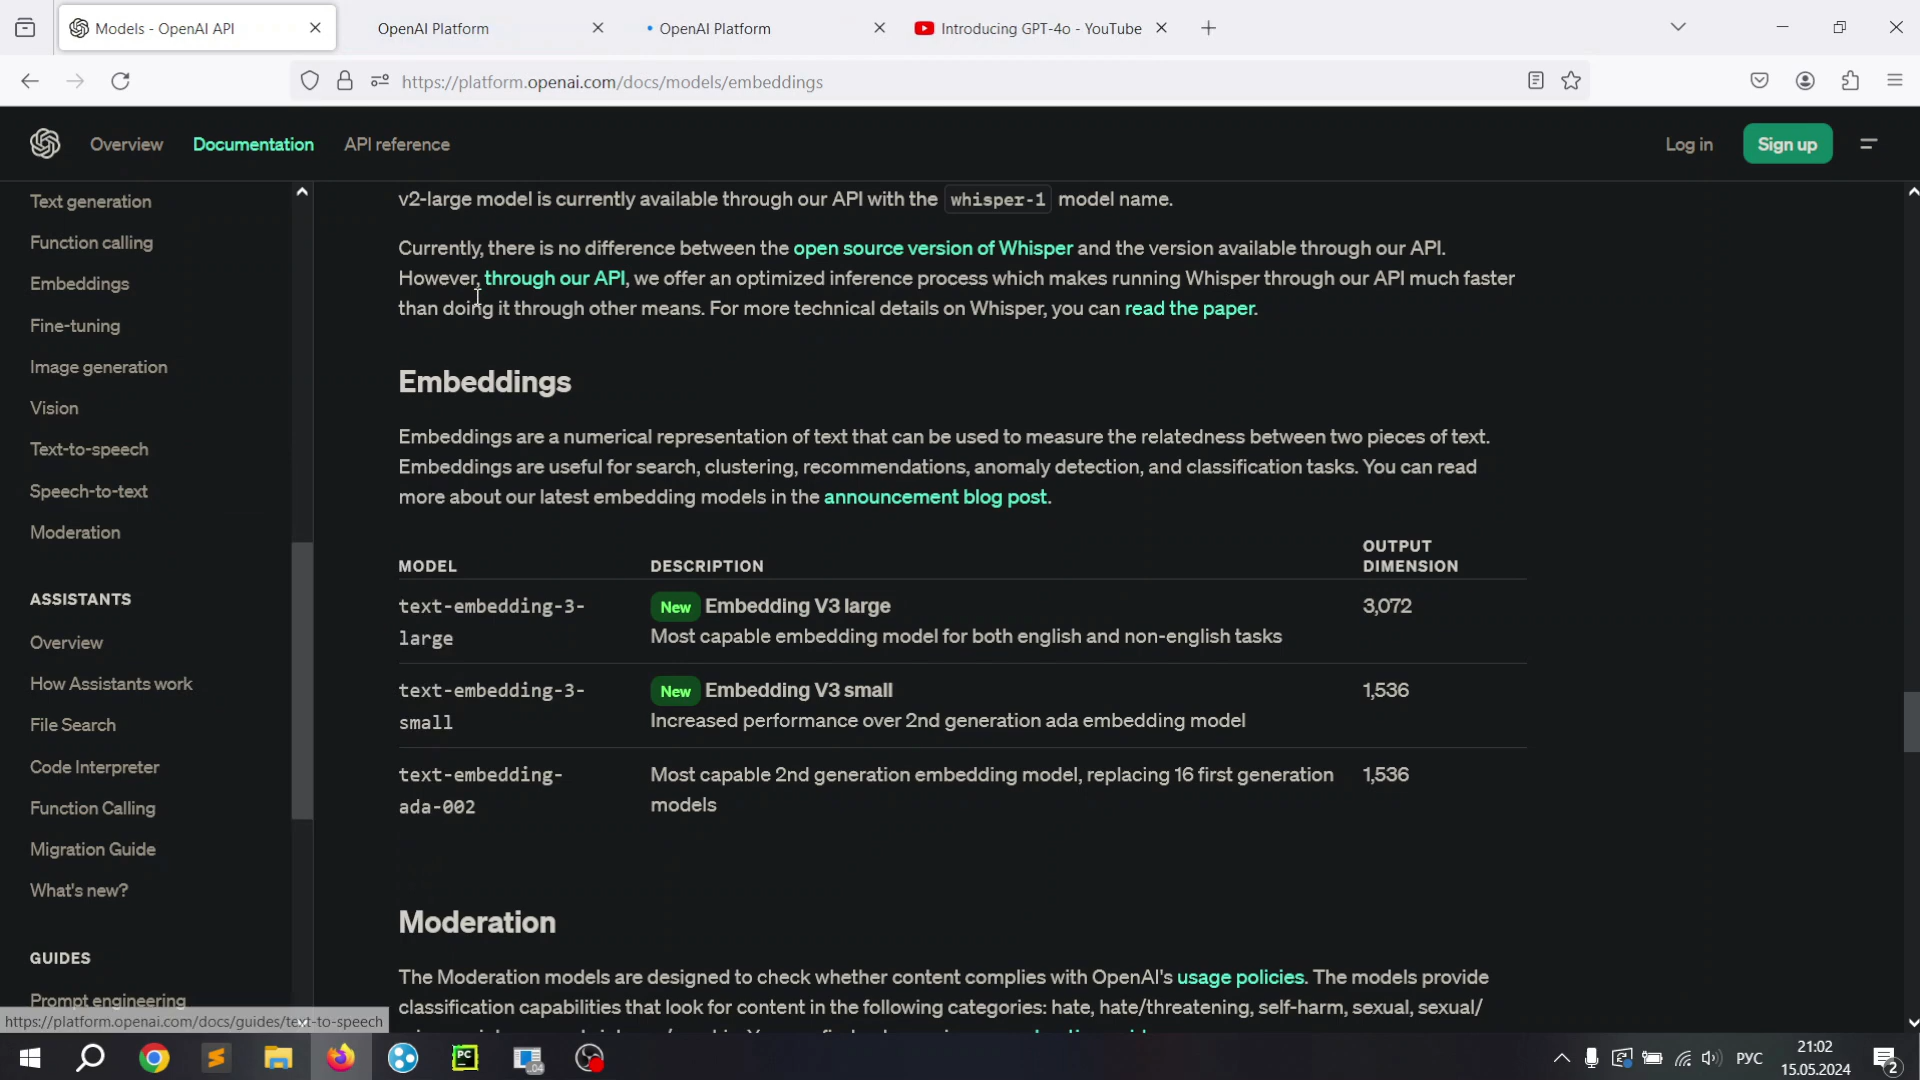 Models - OpenAI API
OpenAI Platform
OpenAI Platform
Introducing GPT-4o - YouTube
https://platform.openai.com/docs/models/embeddings
Overview
Documentation
API reference
Log in
Sign up
Text generation
Function calling
Embeddings
Fine-tuning
Image generation
Vision
Text-to-speech
Speech-to-text
Moderation
ASSISTANTS
Overview
How Assistants work
File Search
Code Interpreter
Function Calling
Migration Guide
What's new?
GUIDES
Prompt engineering
https://platform.openai.com/docs/guides/text-to-speech
v2-large model is currently available through our API with the whisper-1 model name.
Currently, there is no difference between the open source version of Whisper and the version available through our API.
However, through our API, we offer an optimized inference process which makes running Whisper through our API much faster
than doing it through other means. For more technical details on Whisper, you can read the paper.
Embeddings
Embeddings are a numerical representation of text that can be used to measure the relatedness between two pieces of text.
Embeddings are useful for search, clustering, recommendations, anomaly detection, and classification tasks. You can read
more about our latest embedding models in the announcement blog post.
MODEL
DESCRIPTION
OUTPUT
DIMENSION
text-embedding-3-
large
New Embedding V3 large
Most capable embedding model for both english and non-english tasks
3,072
text-embedding-3-
small
New Embedding V3 small
Increased performance over 2nd generation ada embedding model
1,536
text-embedding-
ada-002
Most capable 2nd generation embedding model, replacing 16 first generation
models
1,536
Moderation
The Moderation models are designed to check whether content complies with OpenAI's usage policies. The models provide
classification capabilities that look for content in the following categories: hate, hate/threatening, self-harm, sexual, sexual/
PC
04
РУС
21:02
15.05.2024
2